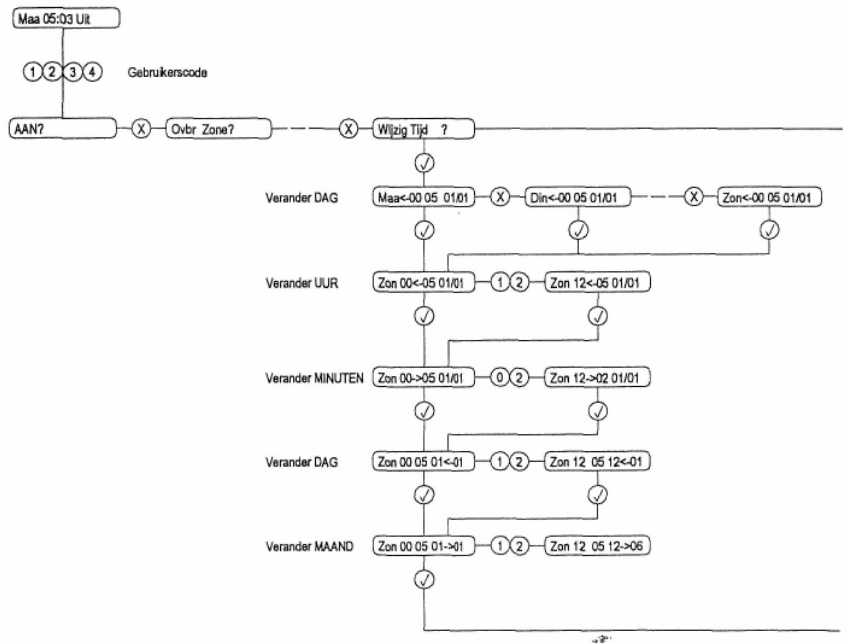 Maa 05:03 Uit
1 2 3 4 Gebruikerscode
AAN? X Ovbr Zone? X Wijzig Tijd ?
√
Verander DAG Maa<-00 05 01/01 X Din<-00 05 01/01 X Zon<-00 05 01/01
√ √ √
Verander UUR Zon 00<-05 01/01 1 2 Zon 12<-05 01/01
√ √
Verander MINUTEN Zon 00->05 01/01 0 2 Zon 12->02 01/01
√ √
Verander DAG Zon 00 05 01<-01 1 2 Zon 12 05 12<-01
√ √
Verander MAAND Zon 00 05 01->01 1 2 Zon 12 05 12->06
√